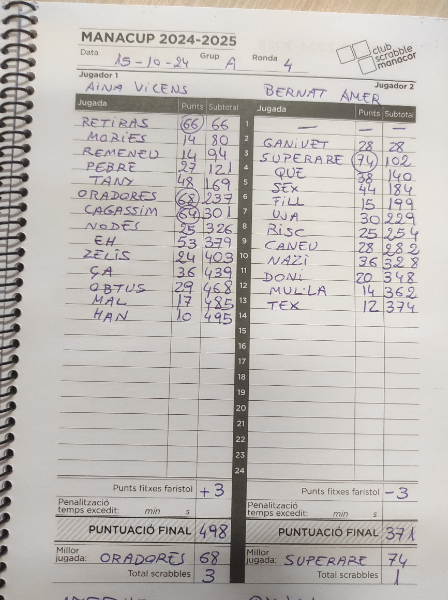 MANACUP 2024-2025
Data 15-10-24 Grup A Ronda 4
club scrabble manacor
Jugador 1 Jugador 2
AINA VICENS BERNAT AMER
Jugada Punts Subtotal Jugada Punts Subtotal
RETIRAS 66 66 1 — — —
MORIES 14 80 2 GANIVET 28 28
REMENEU 14 94 3 SUPERARE 74 102
PEBRE 27 121 4 QUE 38 140
TANY 48 169 5 SEX 44 184
ORADORES 68 237 6 FILL 15 199
CAGASSIM 64 301 7 UJA 30 229
NODES 25 326 8 RISC 25 254
EH 53 379 9 CANEU 28 282
ZELIS 24 403 10 NAZI 36 328
ÇA 36 439 11 DONI 20 348
OBTUS 29 468 12 MUL·LA 14 362
MAL 17 485 13 TEX 12 374
HAN 10 495 14
15
16
17
18
19
20
21
22
23
24
Punts fitxes faristol +3 Punts fitxes faristol -3
Penalització temps excedit: min s Penalització temps excedit: min s
PUNTUACIÓ FINAL 498 PUNTUACIÓ FINAL 371
Millor jugada: ORADORES 68 Millor jugada: SUPERARE 74
Total scrabbles 3 Total scrabbles 1